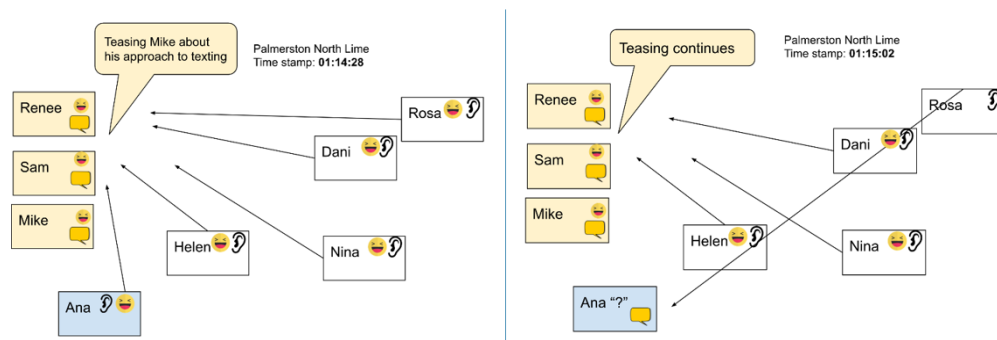 Teasing Mike about
his approach to texting
Palmerston North Lime
Time stamp: 01:14:28
Renee
Rosa
Dani
Sam
Mike
Helen
Nina
Ana
Teasing continues
Palmerston North Lime
Time stamp: 01:15:02
Renee
Rosa
Dani
Sam
Mike
Helen
Nina
Ana “?”